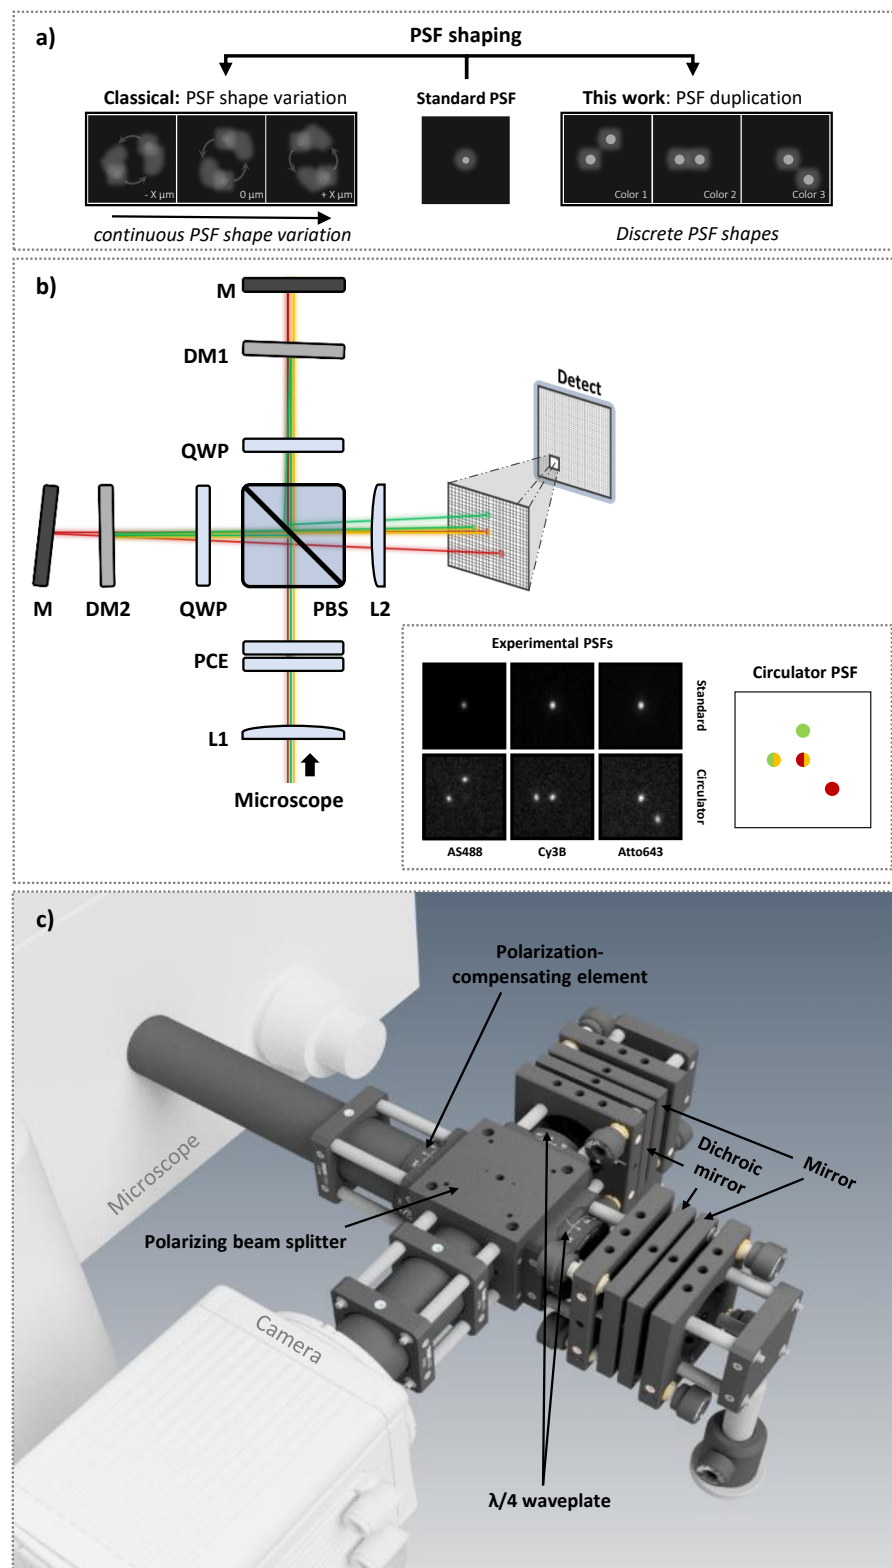 a)
PSF shaping
Classical: PSF shape variation
Standard PSF
This work: PSF duplication
- X µm
0 µm
+ X µm
Color 1
Color 2
Color 3
continuous PSF shape variation
Discrete PSF shapes
b)
M
DM1
Detect
QWP
M
DM2
QWP
PBS
L2
PCE
L1
Microscope
Experimental PSFs
Circulator PSF
Standard
Circulator
AS488
Cy3B
Atto643
c)
Polarization-
compensating element
Microscope
Dichroic
mirror
Mirror
Polarizing beam splitter
Camera
λ/4 waveplate